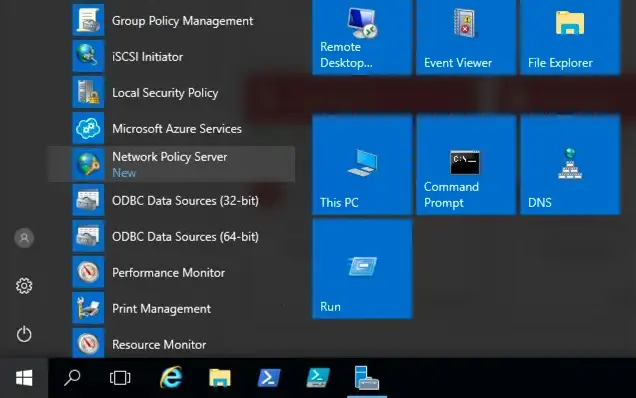 Group Policy Management
iSCSI Initiator
Local Security Policy
Microsoft Azure Services
Network Policy Server
New
ODBC Data Sources (32-bit)
ODBC Data Sources (64-bit)
Performance Monitor
Print Management
Resource Monitor
Remote
Desktop...
Event Viewer
File Explorer
This PC
C:\
Command
Prompt
DNS
Run